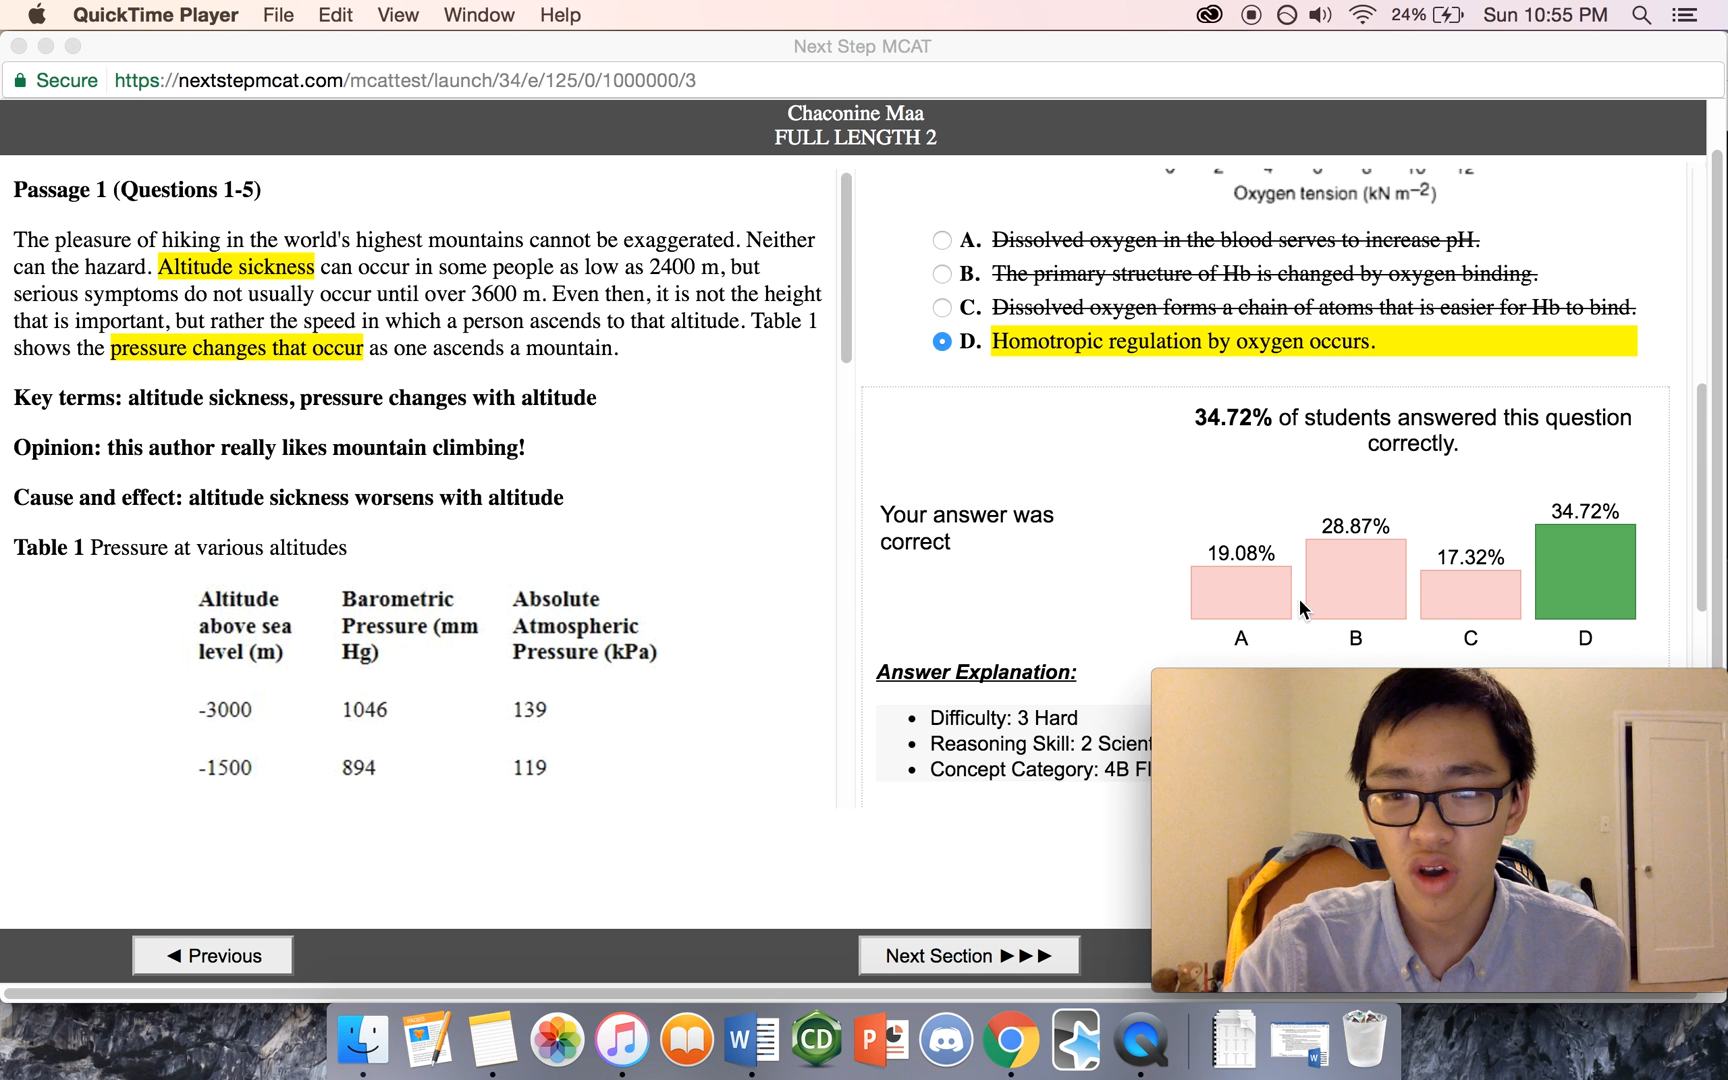 QuickTime Player File Edit View Window Help 24% Sun 10:55 PM
Next Step MCAT
Secure https://nextstepmcat.com/mcattest/launch/34/e/125/0/1000000/3
Chaconine Maa
FULL LENGTH 2
Passage 1 (Questions 1-5)
The pleasure of hiking in the world's highest mountains cannot be exaggerated. Neither
can the hazard. Altitude sickness can occur in some people as low as 2400 m, but
serious symptoms do not usually occur until over 3600 m. Even then, it is not the height
that is important, but rather the speed in which a person ascends to that altitude. Table 1
shows the pressure changes that occur as one ascends a mountain.
Key terms: altitude sickness, pressure changes with altitude
Opinion: this author really likes mountain climbing!
Cause and effect: altitude sickness worsens with altitude
Table 1 Pressure at various altitudes
Altitude above sea level (m) Barometric Pressure (mm Hg) Absolute Atmospheric Pressure (kPa)
-3000 1046 139
-1500 894 119
0 2 4 6 8 10 12
Oxygen tension (kN m−2)
A. Dissolved oxygen in the blood serves to increase pH.
B. The primary structure of Hb is changed by oxygen binding.
C. Dissolved oxygen forms a chain of atoms that is easier for Hb to bind.
D. Homotropic regulation by oxygen occurs.
34.72% of students answered this question
correctly.
Your answer was
correct
19.08% 28.87% 17.32% 34.72%
A B C D
Answer Explanation:
Difficulty: 3 Hard
Reasoning Skill: 2
Concept Category: 4B
◄ Previous
Next Section ►►►
PAGES
W
CD
P
W